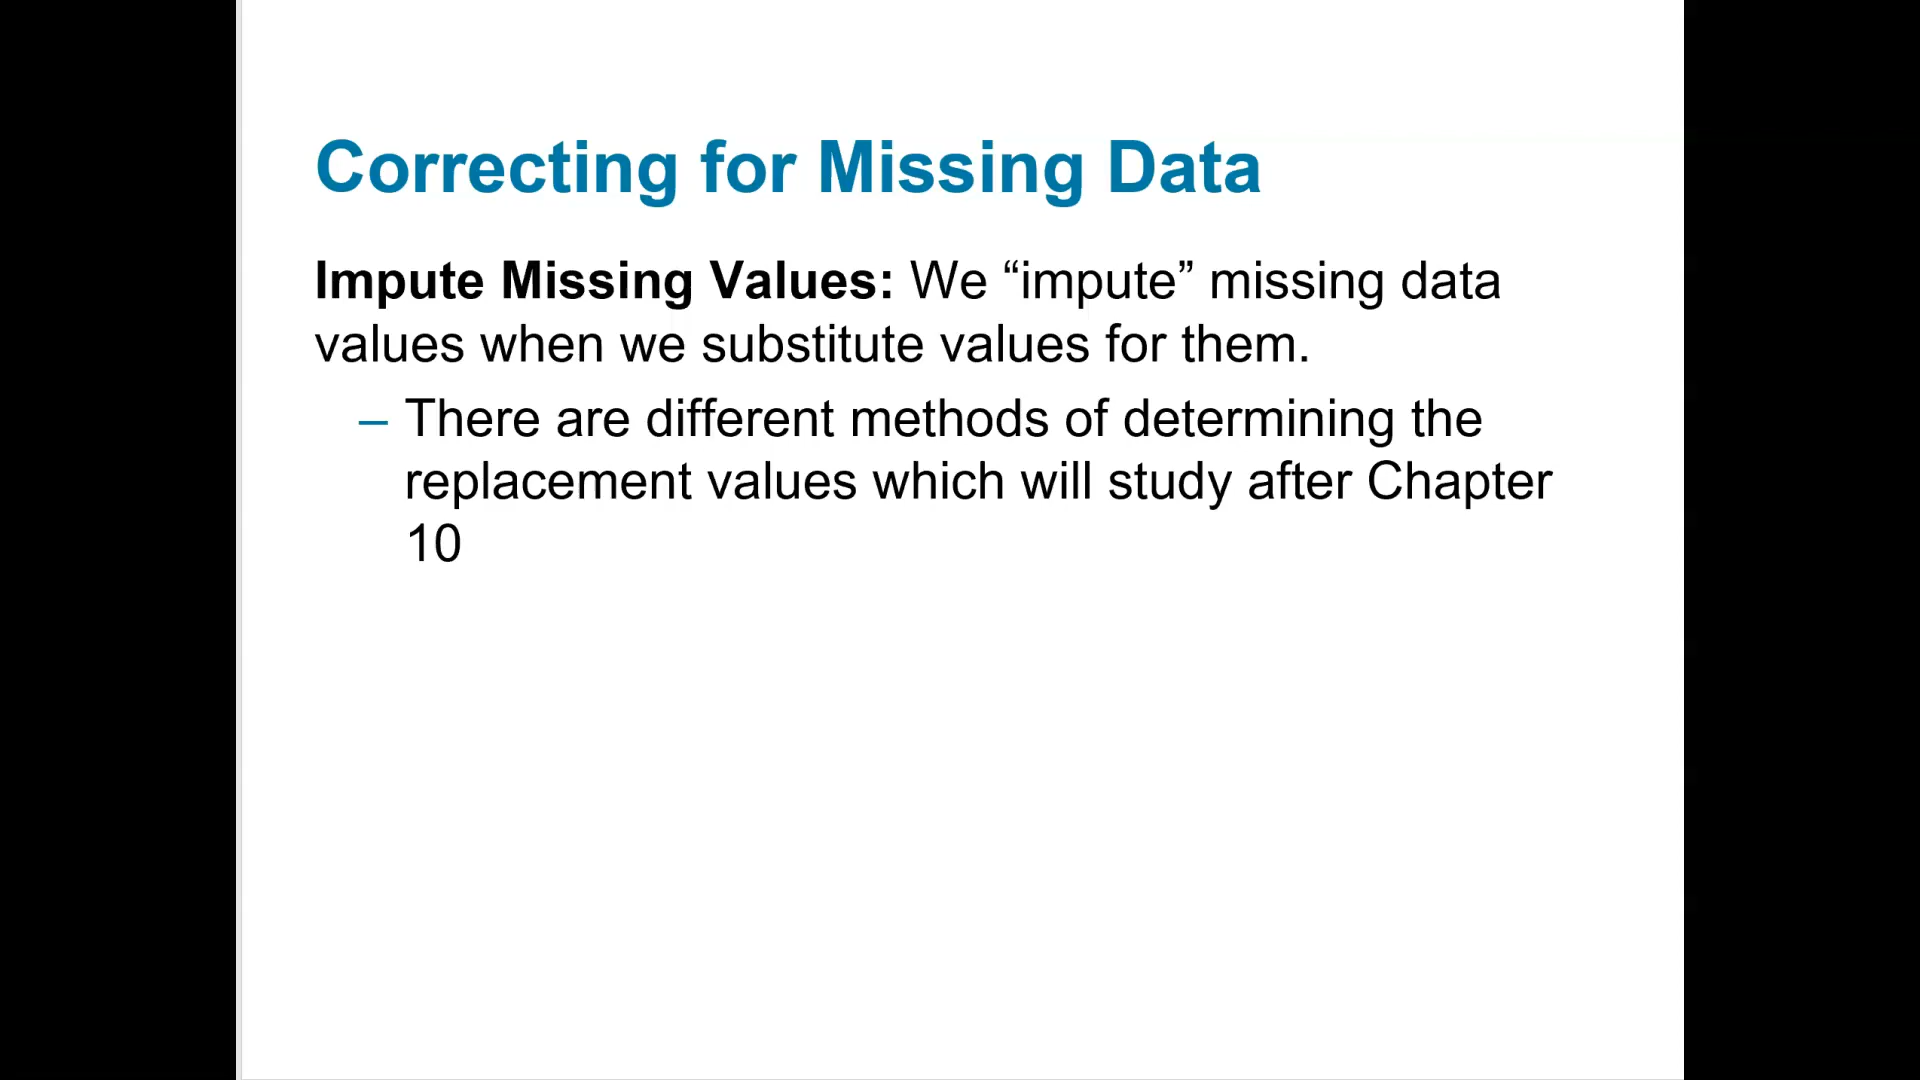 Correcting for Missing Data
Impute Missing Values: We “impute” missing data
values when we substitute values for them.
– There are different methods of determining the
replacement values which will study after Chapter
10